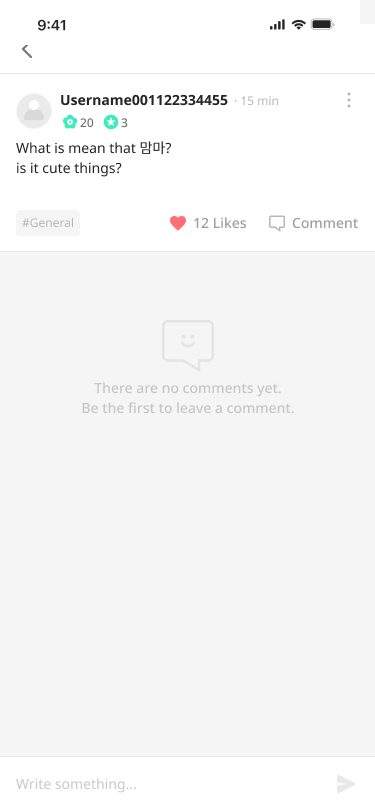 9:41
Username001122334455 · 15 min
20 3
What is mean that 맘마?
is it cute things?
#General 12 Likes Comment
There are no comments yet.
Be the first to leave a comment.
Write something...